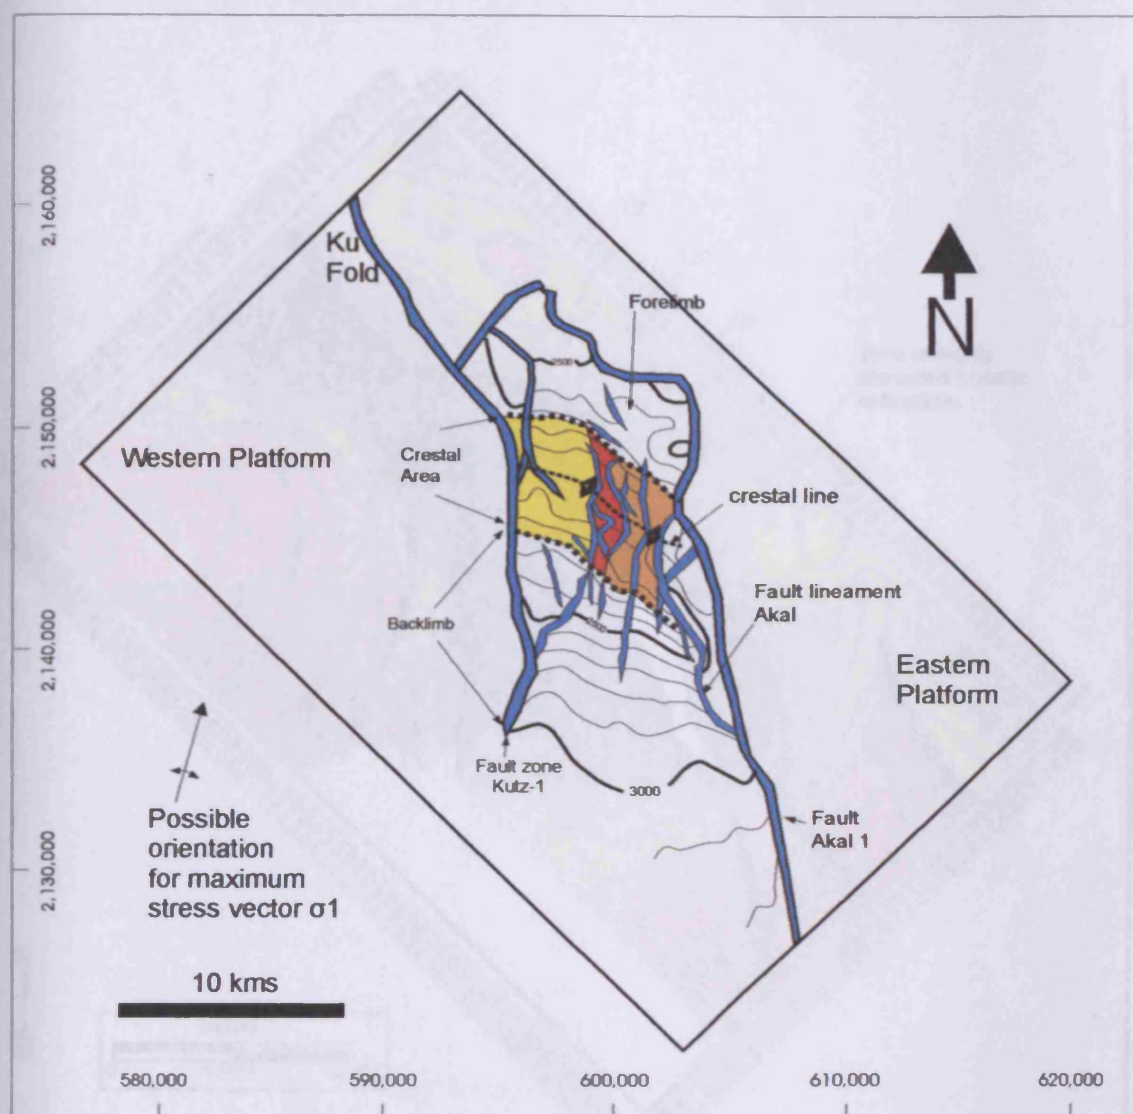 2,160,000
2,150,000
2,140,000
2,130,000
Ku
Fold
Forelimb
2500
N
Western Platform
Crestal
Area
crestal line
Fault lineament
Akal
Backlimb
2500
Eastern
Platform
Fault zone
Kutz-1
3000
Fault
Akal 1
Possible
orientation
for maximum
stress vector σ1
10 kms
580,000
590,000
600,000
610,000
620,000